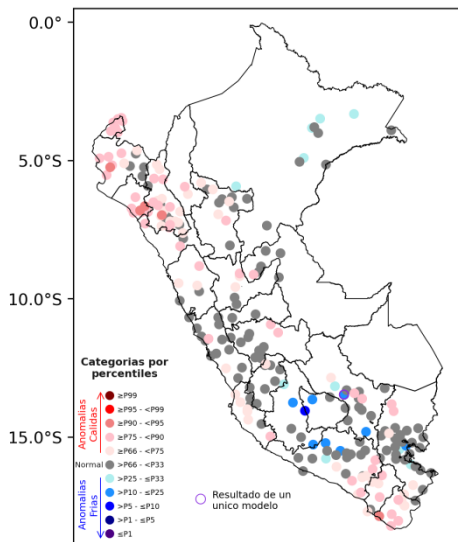 0.0°
5.0°S
10.0°S
15.0°S
Categorias por
percentiles
Anomalias
Calidas
≥P99
≥P95 - <P99
≥P90 - <P95
≥P75 - <P90
≥P66 - <P75
Normal
>P66 - <P33
>P25 - ≤P33
>P10 - ≤P25
>P5 - ≤P10
>P1 - ≤P5
≤P1
Anomalias
Frias
Resultado de un
unico modelo